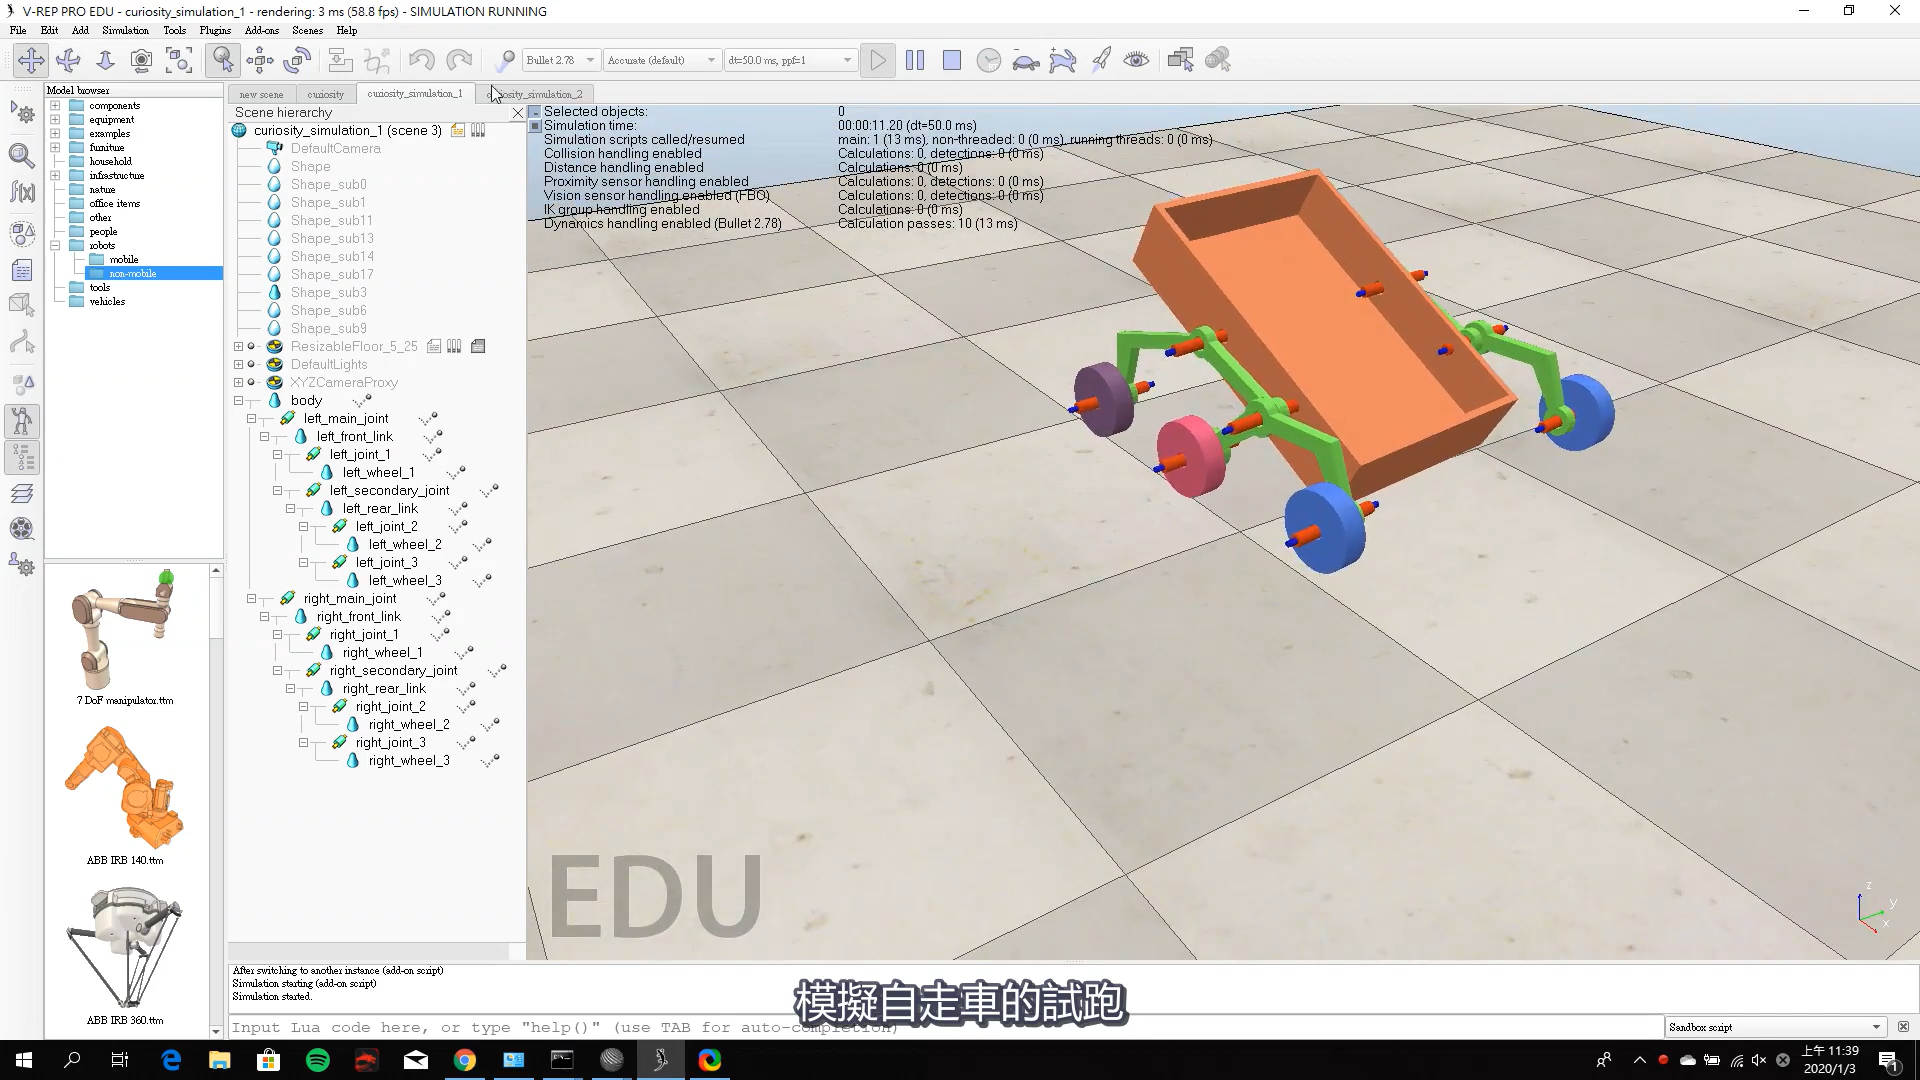 V-REP PRO EDU - curiosity_simulation_1 - rendering: 3 ms (58.8 fps) - SIMULATION RUNNING
File Edit Add Simulation Tools Plugins Add-ons Scenes Help
Bullet 2.78 Accurate (default) dt=50.0 ms, ppf=1
Model browser
components
equipment
examples
furniture
household
infrastructure
nature
office items
other
people
robots
mobile
non-mobile
tools
vehicles
7 DoF manipulator.ttm
ABB IRB 140.ttm
ABB IRB 360.ttm
new scene curiosity curiosity_simulation_1 curiosity_simulation_2
Scene hierarchy
curiosity_simulation_1 (scene 3)
DefaultCamera
Shape
Shape_sub0
Shape_sub1
Shape_sub11
Shape_sub13
Shape_sub14
Shape_sub17
Shape_sub3
Shape_sub6
Shape_sub9
ResizableFloor_5_25
DefaultLights
XYZCameraProxy
body
left_main_joint
left_front_link
left_joint_1
left_wheel_1
left_secondary_joint
left_rear_link
left_joint_2
left_wheel_2
left_joint_3
left_wheel_3
right_main_joint
right_front_link
right_joint_1
right_wheel_1
right_secondary_joint
right_rear_link
right_joint_2
right_wheel_2
right_joint_3
right_wheel_3
Selected objects: 0
Simulation time: 00:00:11.20 (dt=50.0 ms)
Simulation scripts called/resumed main: 1 (13 ms), non-threaded: 0 (0 ms), running threads: 0 (0 ms)
Collision handling enabled Calculations: 0, detections: 0 (0 ms)
Distance handling enabled Calculations: 0 (0 ms)
Proximity sensor handling enabled Calculations: 0, detections: 0 (0 ms)
Vision sensor handling enabled (FBO) Calculations: 0, detections: 0 (0 ms)
IK group handling enabled Calculations: 0 (0 ms)
Dynamics handling enabled (Bullet 2.78) Calculation passes: 10 (13 ms)
EDU
z
y
x
After switching to another instance (add-on script)
Simulation starting (add-on script)
Simulation started.
模擬自走車的試跑
Input Lua code here, or type "help()" (use TAB for auto-completion)
Sandbox script
上午 11:39
2020/1/3
1